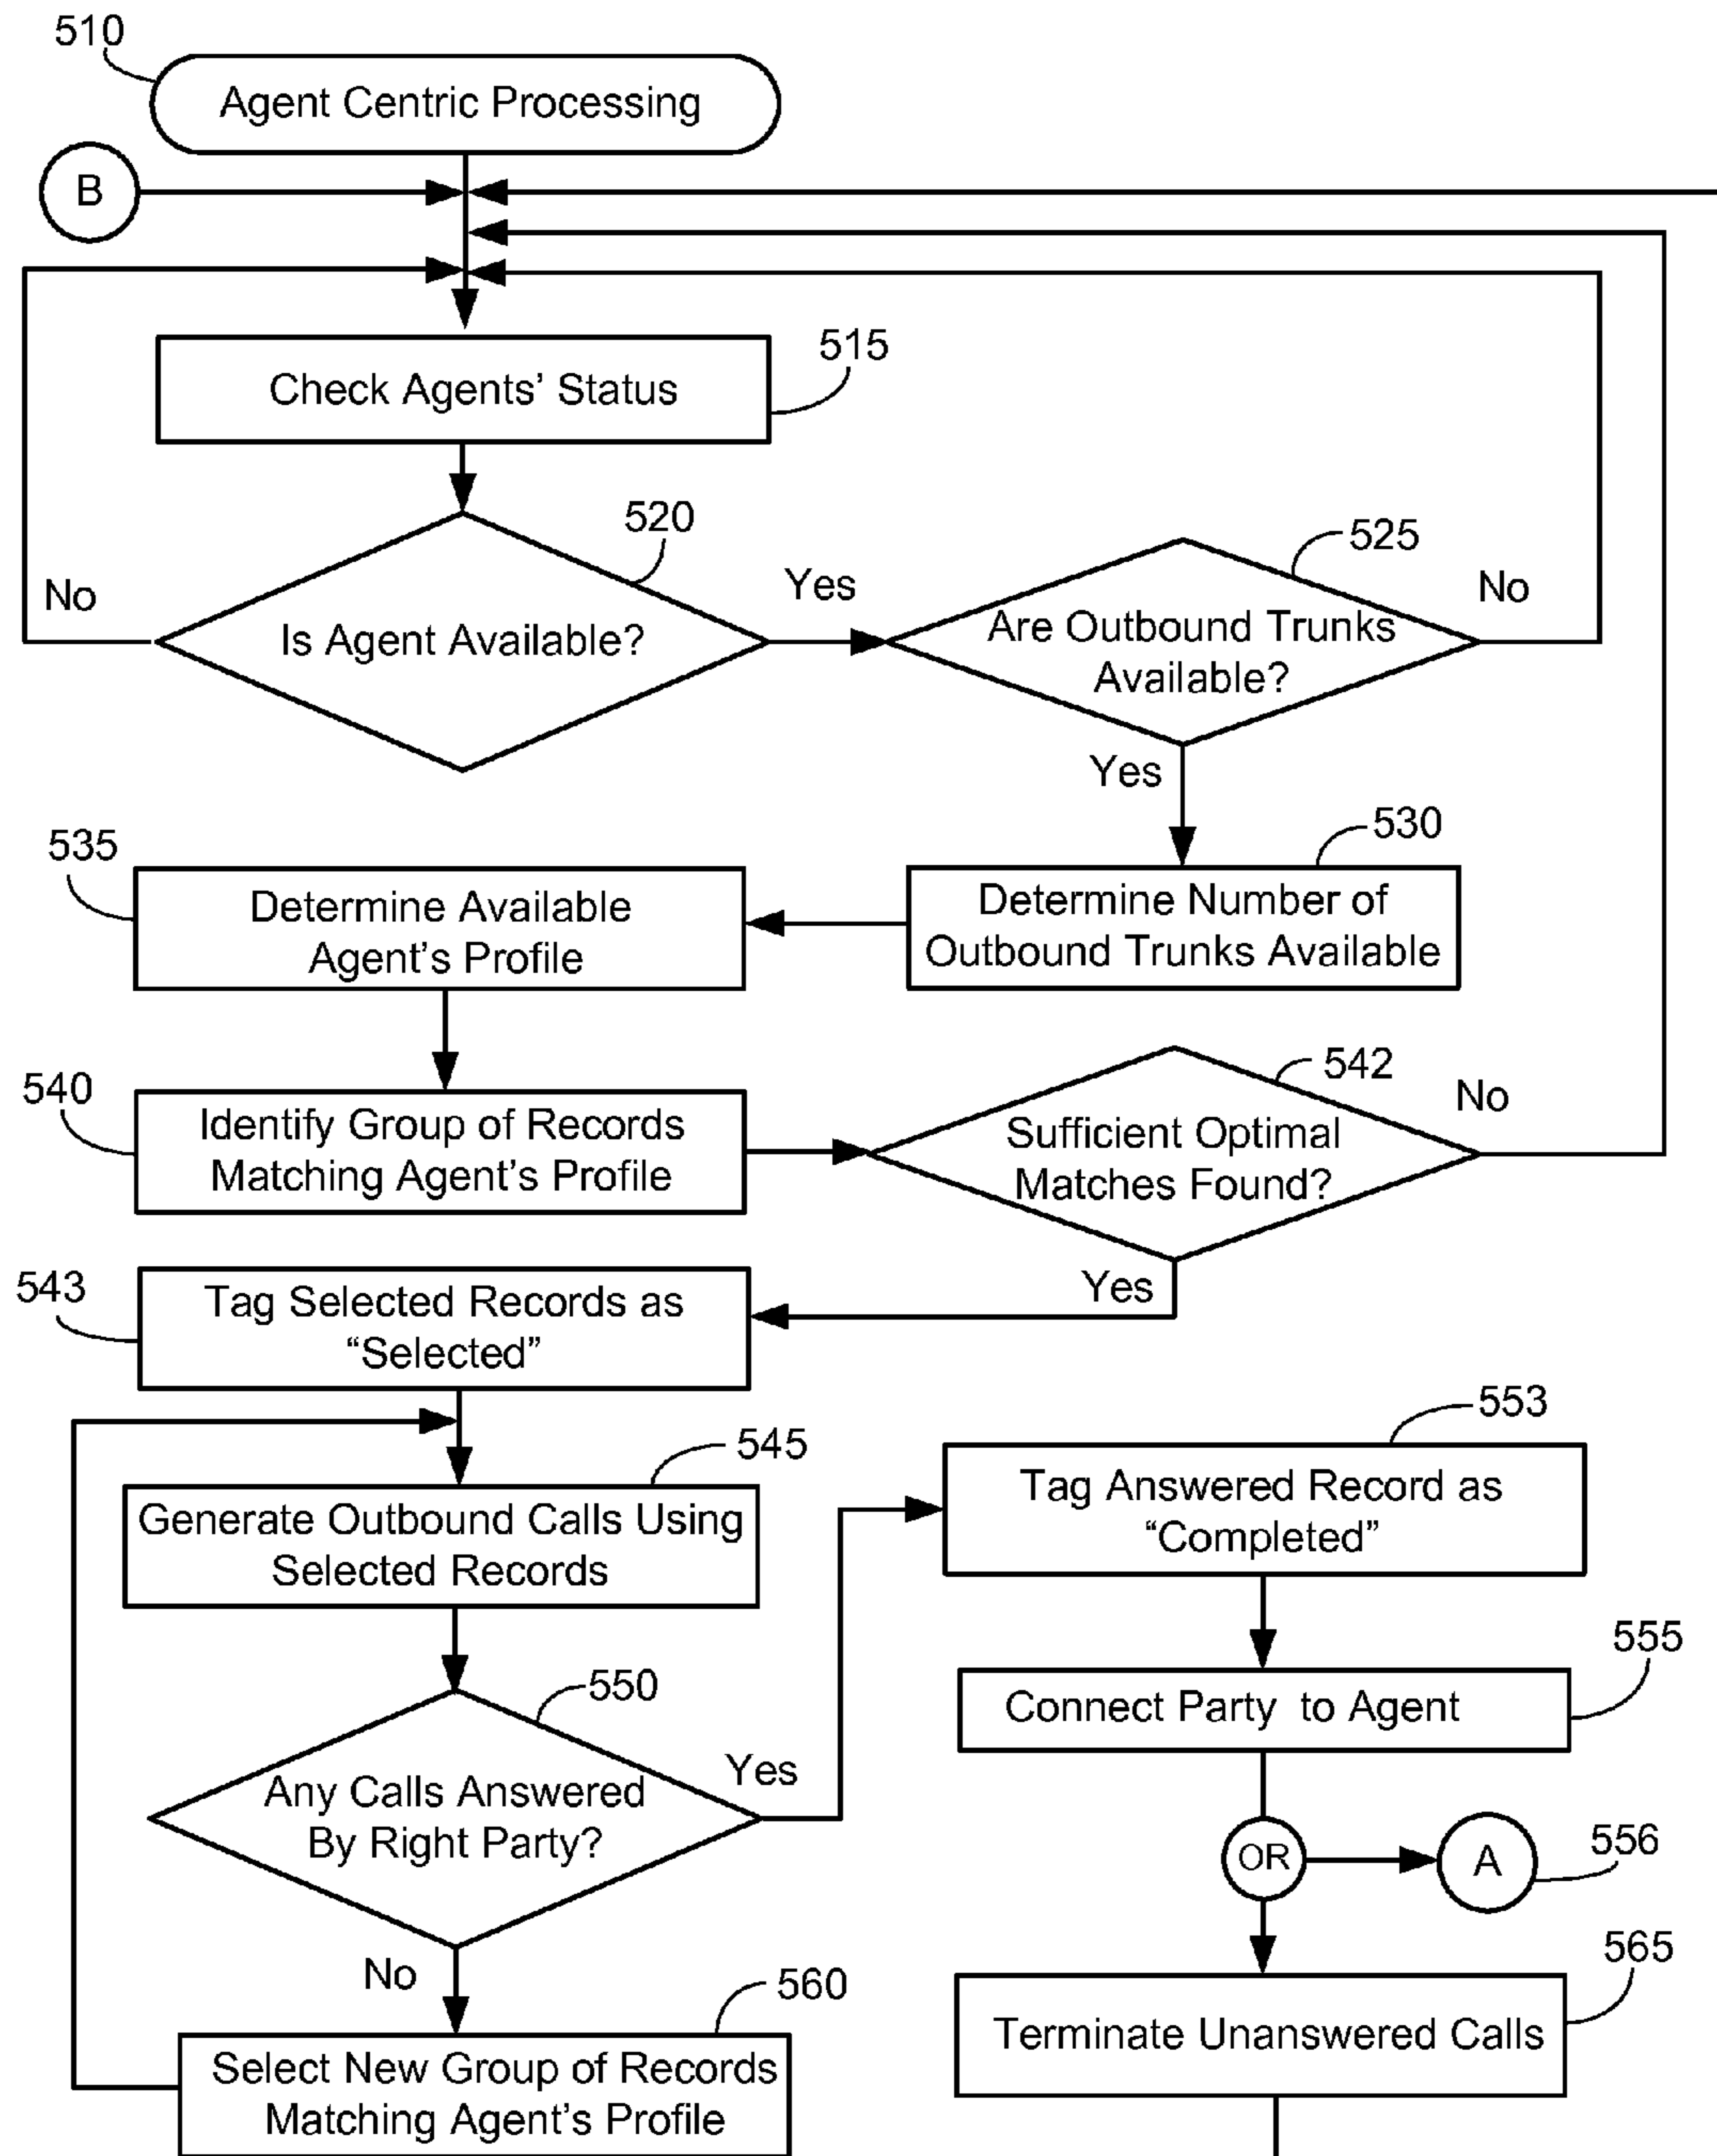 510
Agent Centric Processing
B
515
Check Agents' Status
520
525
No
Is Agent Available?
Yes
Are Outbound Trunks
Available?
No
Yes
535
530
Determine Available
Agent's Profile
Determine Number of
Outbound Trunks Available
540
Identify Group of Records
Matching Agent's Profile
542
Sufficient Optimal
Matches Found?
No
Yes
543
Tag Selected Records as
“Selected”
545
Generate Outbound Calls Using
Selected Records
553
Tag Answered Record as
“Completed”
550
Any Calls Answered
By Right Party?
Yes
555
Connect Party to Agent
OR
A
556
No
560
Select New Group of Records
Matching Agent's Profile
565
Terminate Unanswered Calls